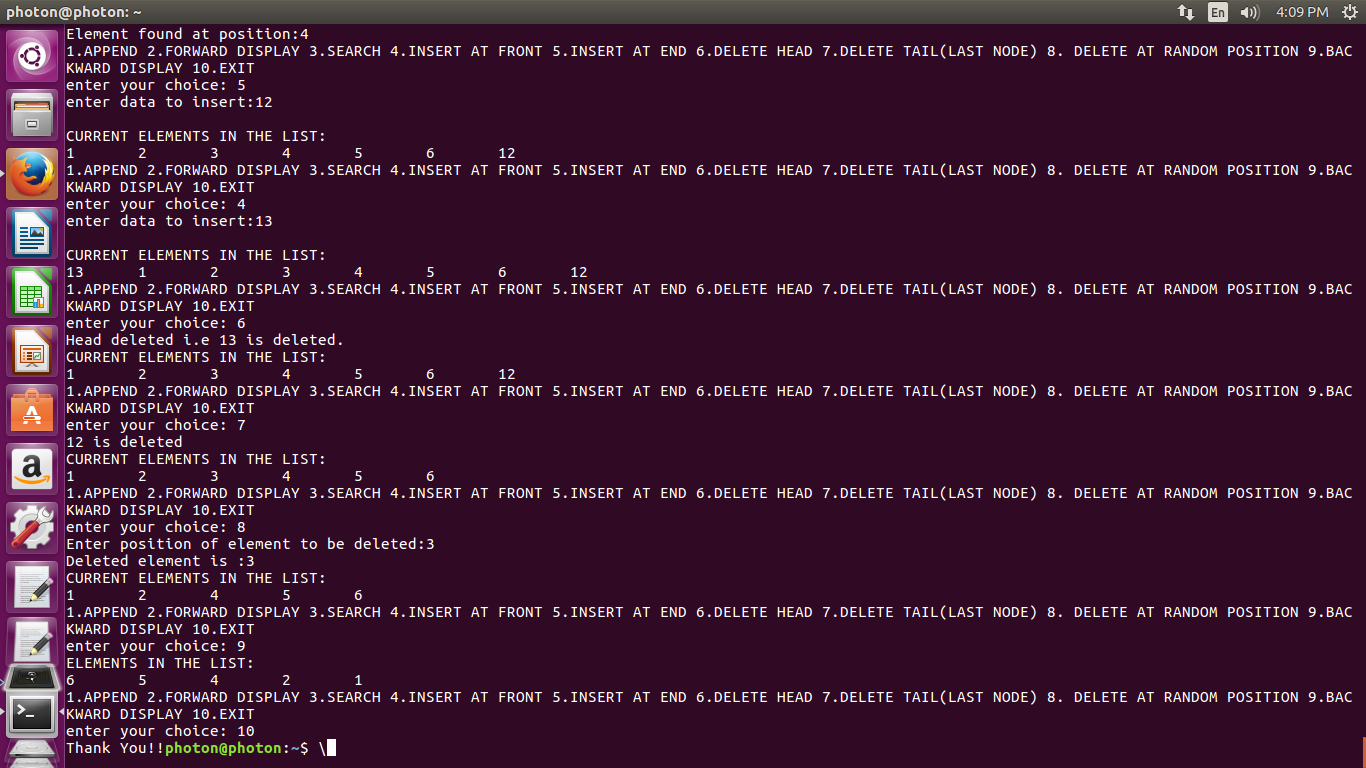 photon@photon: ~
En
4:09 PM
Element found at position:4
1.APPEND 2.FORWARD DISPLAY 3.SEARCH 4.INSERT AT FRONT 5.INSERT AT END 6.DELETE HEAD 7.DELETE TAIL(LAST NODE) 8. DELETE AT RANDOM POSITION 9.BAC
KWARD DISPLAY 10.EXIT
enter your choice: 5
enter data to insert:12
CURRENT ELEMENTS IN THE LIST:
1 2 3 4 5 6 12
1.APPEND 2.FORWARD DISPLAY 3.SEARCH 4.INSERT AT FRONT 5.INSERT AT END 6.DELETE HEAD 7.DELETE TAIL(LAST NODE) 8. DELETE AT RANDOM POSITION 9.BAC
KWARD DISPLAY 10.EXIT
enter your choice: 4
enter data to insert:13
CURRENT ELEMENTS IN THE LIST:
13 1 2 3 4 5 6 12
1.APPEND 2.FORWARD DISPLAY 3.SEARCH 4.INSERT AT FRONT 5.INSERT AT END 6.DELETE HEAD 7.DELETE TAIL(LAST NODE) 8. DELETE AT RANDOM POSITION 9.BAC
KWARD DISPLAY 10.EXIT
enter your choice: 6
Head deleted i.e 13 is deleted.
CURRENT ELEMENTS IN THE LIST:
1 2 3 4 5 6 12
1.APPEND 2.FORWARD DISPLAY 3.SEARCH 4.INSERT AT FRONT 5.INSERT AT END 6.DELETE HEAD 7.DELETE TAIL(LAST NODE) 8. DELETE AT RANDOM POSITION 9.BAC
KWARD DISPLAY 10.EXIT
enter your choice: 7
12 is deleted
CURRENT ELEMENTS IN THE LIST:
1 2 3 4 5 6
1.APPEND 2.FORWARD DISPLAY 3.SEARCH 4.INSERT AT FRONT 5.INSERT AT END 6.DELETE HEAD 7.DELETE TAIL(LAST NODE) 8. DELETE AT RANDOM POSITION 9.BAC
KWARD DISPLAY 10.EXIT
enter your choice: 8
Enter position of element to be deleted:3
Deleted element is :3
CURRENT ELEMENTS IN THE LIST:
1 2 4 5 6
1.APPEND 2.FORWARD DISPLAY 3.SEARCH 4.INSERT AT FRONT 5.INSERT AT END 6.DELETE HEAD 7.DELETE TAIL(LAST NODE) 8. DELETE AT RANDOM POSITION 9.BAC
KWARD DISPLAY 10.EXIT
enter your choice: 9
ELEMENTS IN THE LIST:
6 5 4 2 1
1.APPEND 2.FORWARD DISPLAY 3.SEARCH 4.INSERT AT FRONT 5.INSERT AT END 6.DELETE HEAD 7.DELETE TAIL(LAST NODE) 8. DELETE AT RANDOM POSITION 9.BAC
KWARD DISPLAY 10.EXIT
enter your choice: 10
Thank You!!photon@photon:~$ \